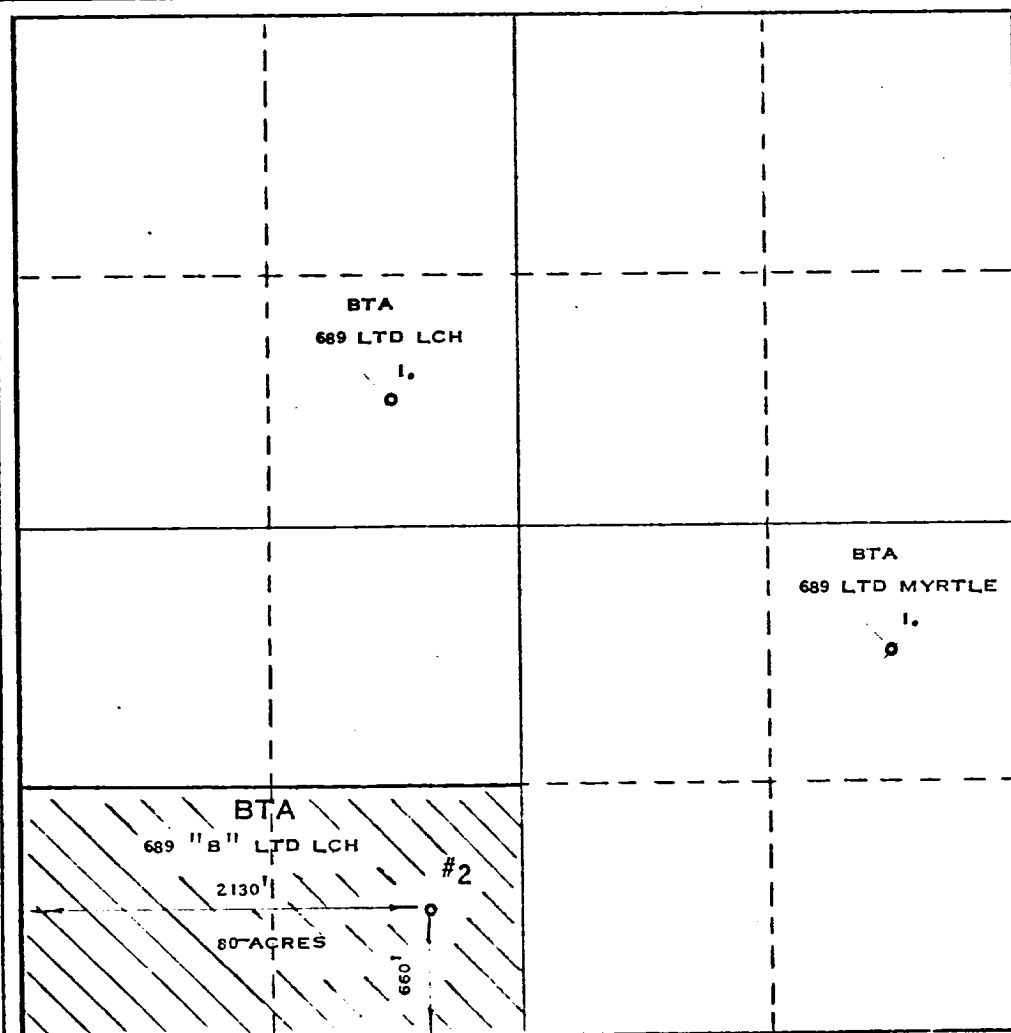 BTA
689 LTD LCH
1.
BTA
689 LTD MYRTLE
1.
BTA
689 "B" LTD LCH
#2
2130'
80-ACRES
660'